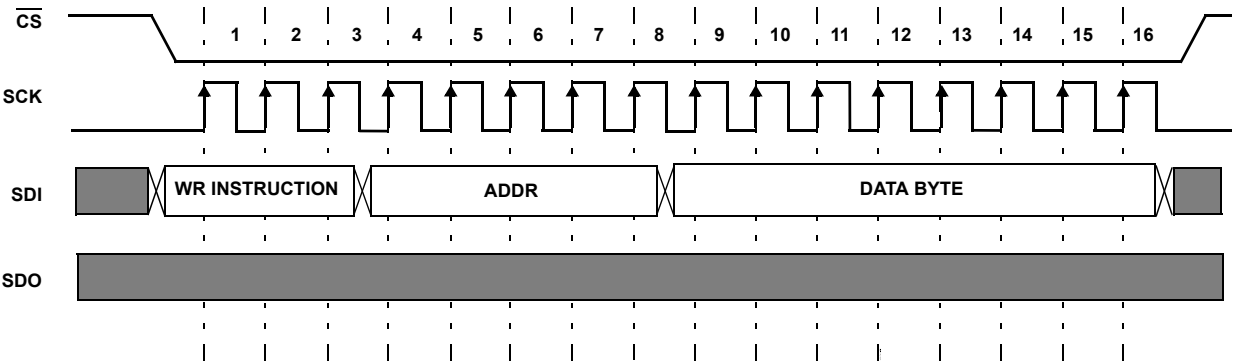 CS
1 2 3 4 5 6 7 8 9 10 11 12 13 14 15 16
SCK
SDI
WR INSTRUCTION
ADDR
DATA BYTE
SDO